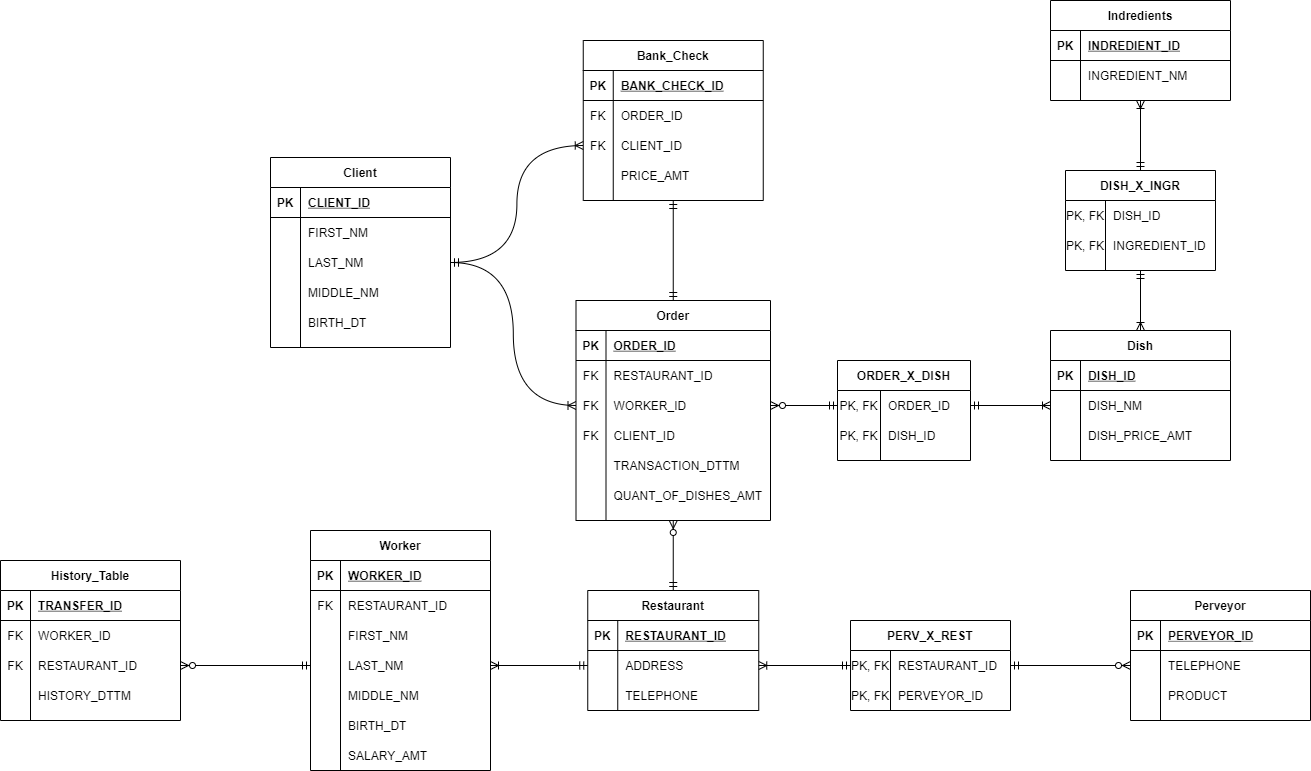 Indredients
PK INDREDIENT_ID
INGREDIENT_NM
Bank_Check
PK BANK_CHECK_ID
FK ORDER_ID
FK CLIENT_ID
PRICE_AMT
Client
PK CLIENT_ID
FIRST_NM
LAST_NM
MIDDLE_NM
BIRTH_DT
DISH_X_INGR
PK, FK DISH_ID
PK, FK INGREDIENT_ID
Order
PK ORDER_ID
FK RESTAURANT_ID
FK WORKER_ID
FK CLIENT_ID
TRANSACTION_DTTM
QUANT_OF_DISHES_AMT
ORDER_X_DISH
PK, FK ORDER_ID
PK, FK DISH_ID
Dish
PK DISH_ID
DISH_NM
DISH_PRICE_AMT
History_Table
PK TRANSFER_ID
FK WORKER_ID
FK RESTAURANT_ID
HISTORY_DTTM
Worker
PK WORKER_ID
FK RESTAURANT_ID
FIRST_NM
LAST_NM
MIDDLE_NM
BIRTH_DT
SALARY_AMT
Restaurant
PK RESTAURANT_ID
ADDRESS
TELEPHONE
PERV_X_REST
PK, FK RESTAURANT_ID
PK, FK PERVEYOR_ID
Perveyor
PK PERVEYOR_ID
TELEPHONE
PRODUCT